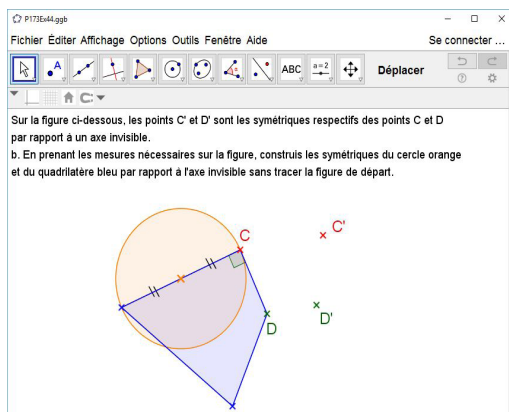 P173Ex44.ggb
Fichier Éditer Affichage Options Outils Fenêtre Aide Se connecter ...
ABC a=2 Déplacer
Sur la figure ci-dessous, les points C' et D' sont les symétriques respectifs des points C et D
par rapport à un axe invisible.
b. En prenant les mesures nécessaires sur la figure, construis les symétriques du cercle orange
et du quadrilatère bleu par rapport à l'axe invisible sans tracer la figure de départ.
C C'
D D'